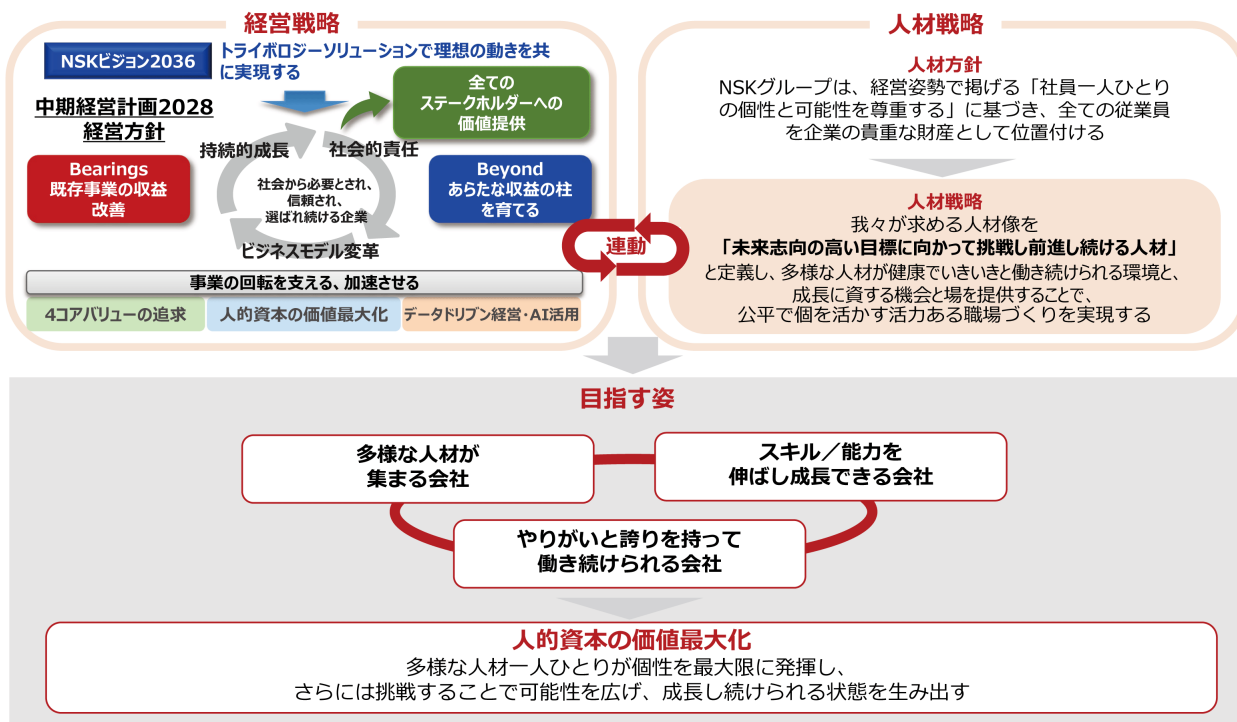 経営戦略
NSKビジョン2036
トライボロジーソリューションで理想の動きを共
に実現する
全ての
ステークホルダーへの
価値提供
中期経営計画2028
経営方針
持続的成長
社会的責任
Bearings
既存事業の収益
改善
社会から必要とされ、
信頼され、
選ばれ続ける企業
Beyond
あらたな収益の柱
を育てる
ビジネスモデル変革
事業の回転を支える、加速させる
4コアバリューの追求
人的資本の価値最大化
データドリブン経営・AI活用
連動
人材戦略
人材方針
NSKグループは、経営姿勢で掲げる「社員一人ひとり
の個性と可能性を尊重する」に基づき、全ての従業員
を企業の貴重な財産として位置付ける
人材戦略
我々が求める人材像を
「未来志向の高い目標に向かって挑戦し前進し続ける人材」
と定義し、多様な人材が健康でいきいきと働き続けられる環境と、
成長に資する機会と場を提供することで、
公平で個を活かす活力ある職場づくりを実現する
目指す姿
多様な人材が
集まる会社
スキル／能力を
伸ばし成長できる会社
やりがいと誇りを持って
働き続けられる会社
人的資本の価値最大化
多様な人材一人ひとりが個性を最大限に発揮し、
さらには挑戦することで可能性を広げ、成長し続けられる状態を生み出す